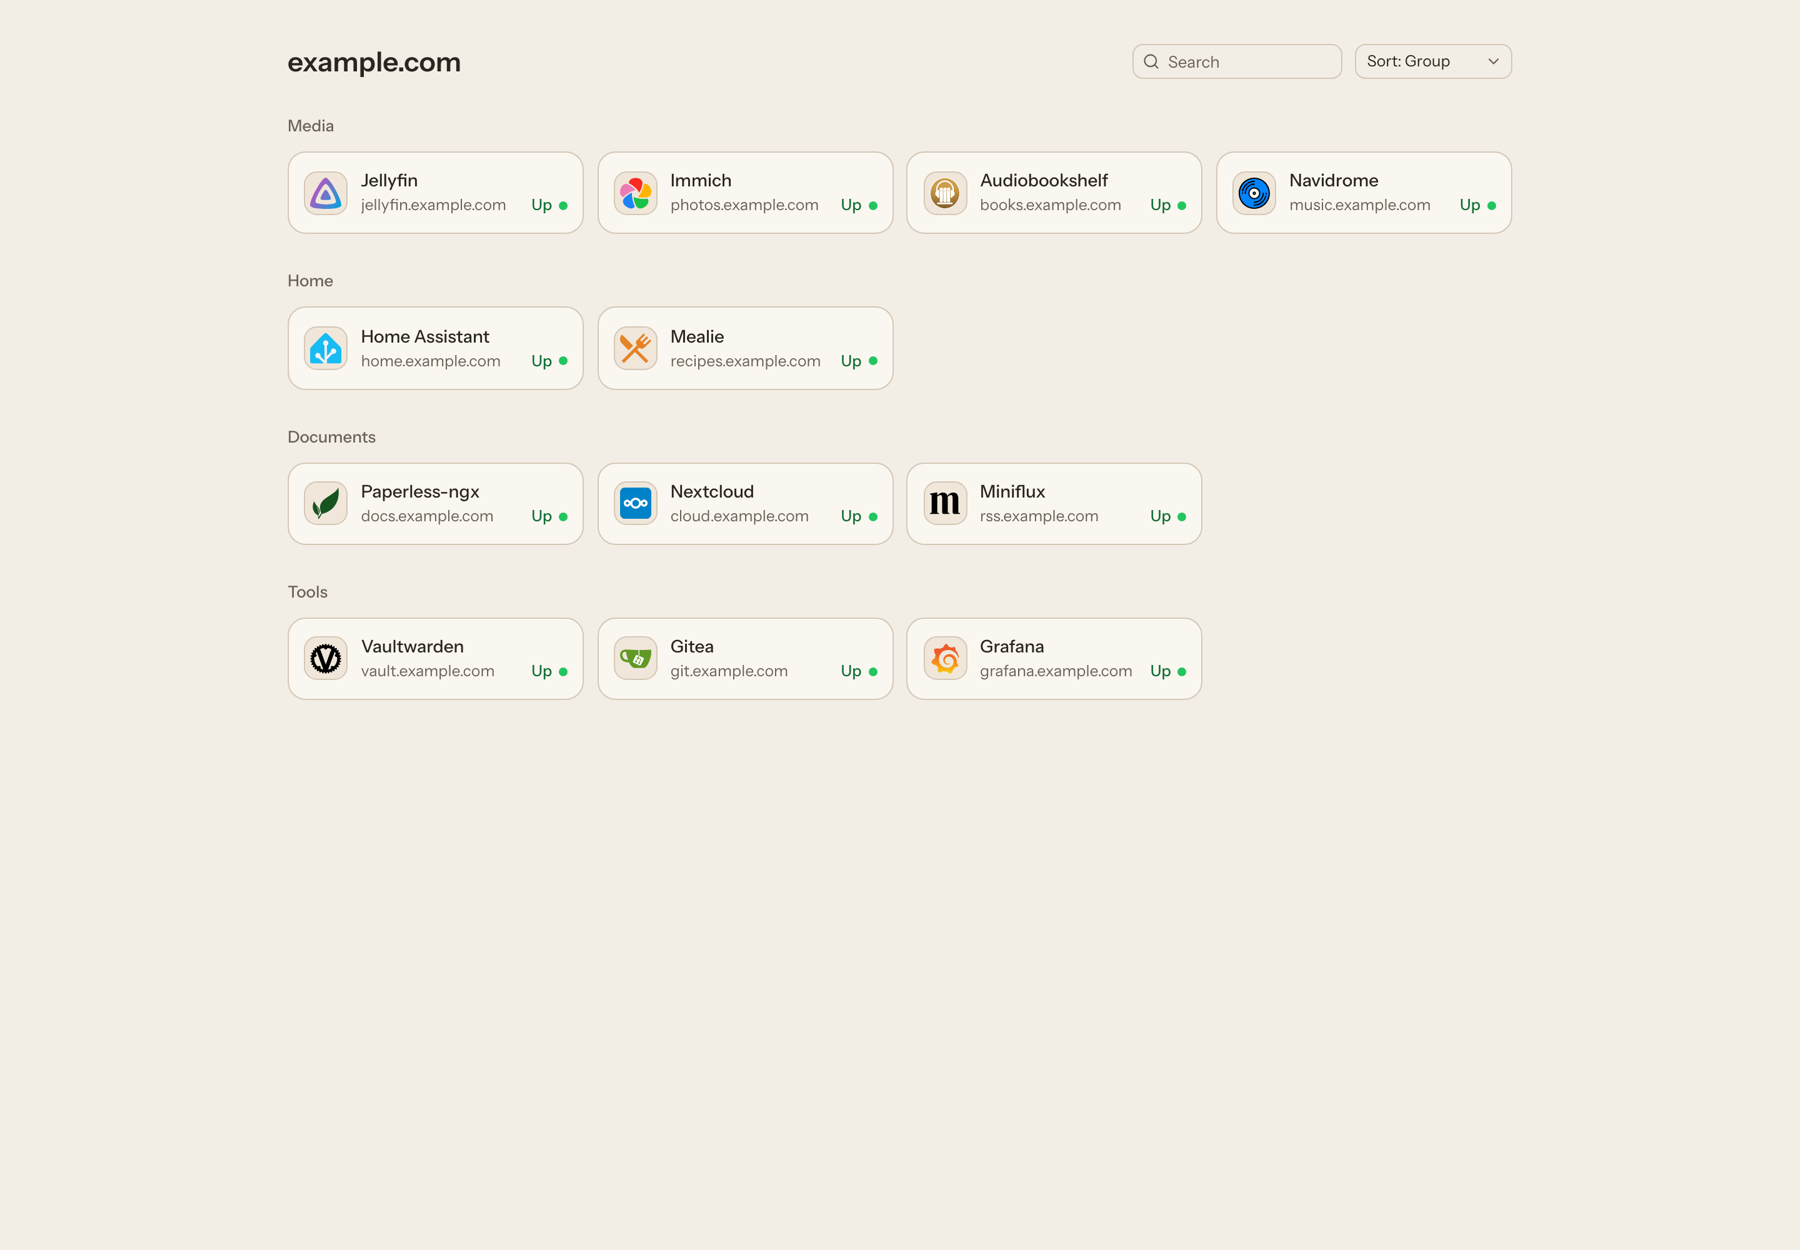 example.com
Search
Sort: Group
Media
Jellyfin
jellyfin.example.com Up
Immich
photos.example.com Up
Audiobookshelf
books.example.com Up
Navidrome
music.example.com Up
Home
Home Assistant
home.example.com Up
Mealie
recipes.example.com Up
Documents
Paperless-ngx
docs.example.com Up
Nextcloud
cloud.example.com Up
m
Miniflux
rss.example.com Up
Tools
V
Vaultwarden
vault.example.com Up
Gitea
git.example.com Up
Grafana
grafana.example.com Up